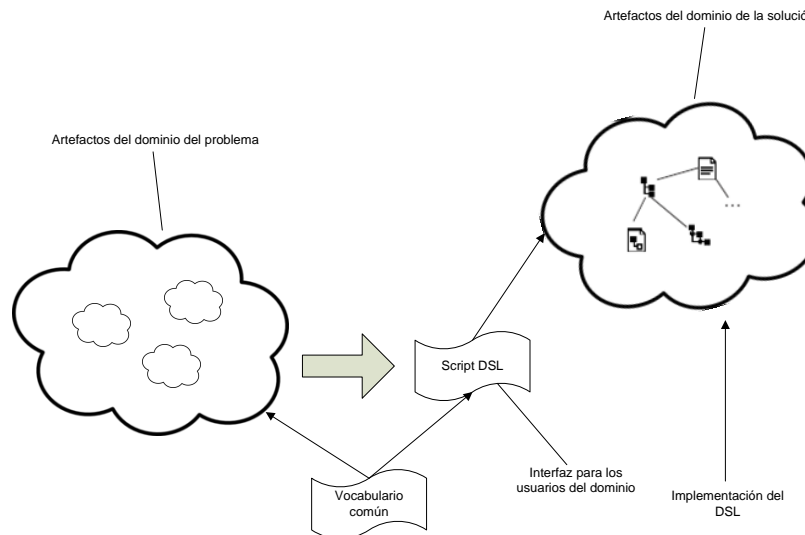 Artefactos del dominio de la solució
Artefactos del dominio del problema
...
Script DSL
Interfaz para los
usuarios del dominio
Vocabulario
común
Implementación del
DSL